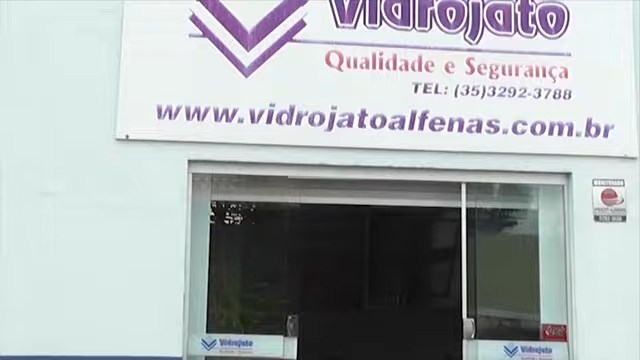 Vidrojato
Qualidade e Segurança
TEL: (35)3292-3788
www.vidrojatoalfenas.com.br
Vidrojato
Vidrojato